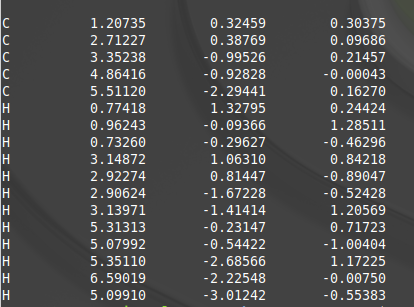 C 1.20735 0.32459 0.30375
C 2.71227 0.38769 0.09686
C 3.35238 -0.99526 0.21457
C 4.86416 -0.92828 -0.00043
C 5.51120 -2.29441 0.16270
H 0.77418 1.32795 0.24424
H 0.96243 -0.09366 1.28511
H 0.73260 -0.29627 -0.46296
H 3.14872 1.06310 0.84218
H 2.92274 0.81447 -0.89047
H 2.90624 -1.67228 -0.52428
H 3.13971 -1.41414 1.20569
H 5.31313 -0.23147 0.71723
H 5.07992 -0.54422 -1.00404
H 5.35110 -2.68566 1.17225
H 6.59019 -2.22548 -0.00750
H 5.09910 -3.01242 -0.55383